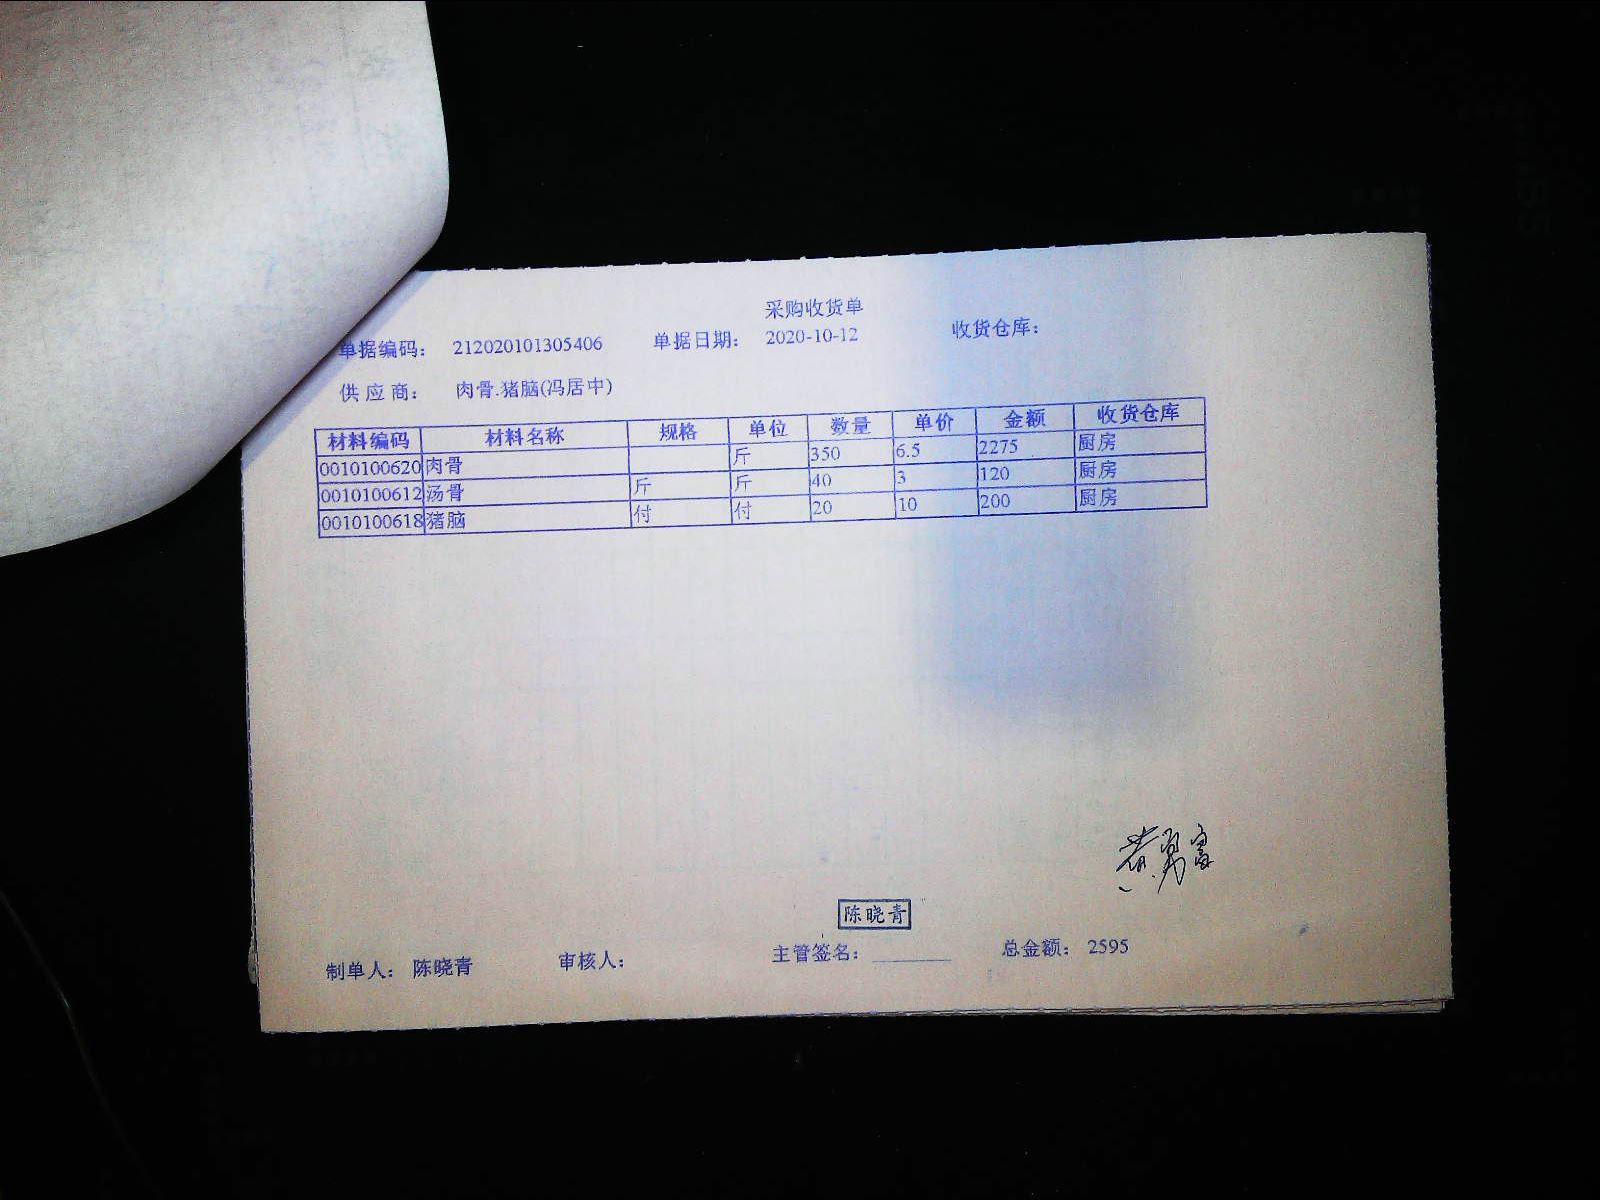 采购收货单
单据编码： 212020101305406 单据日期： 2020-10-12 收货仓库：
供应商： 肉骨.猪脑(冯居中)
材料编码 材料名称 规格 单位 数量 单价 金额 收货仓库
0010100620 肉骨 斤 350 6.5 2275 厨房
0010100612 汤骨 斤 斤 40 3 120 厨房
0010100618 猪脑 付 付 20 10 200 厨房
陈晓青
制单人： 陈晓青 审核人： 主管签名： 总金额： 2595